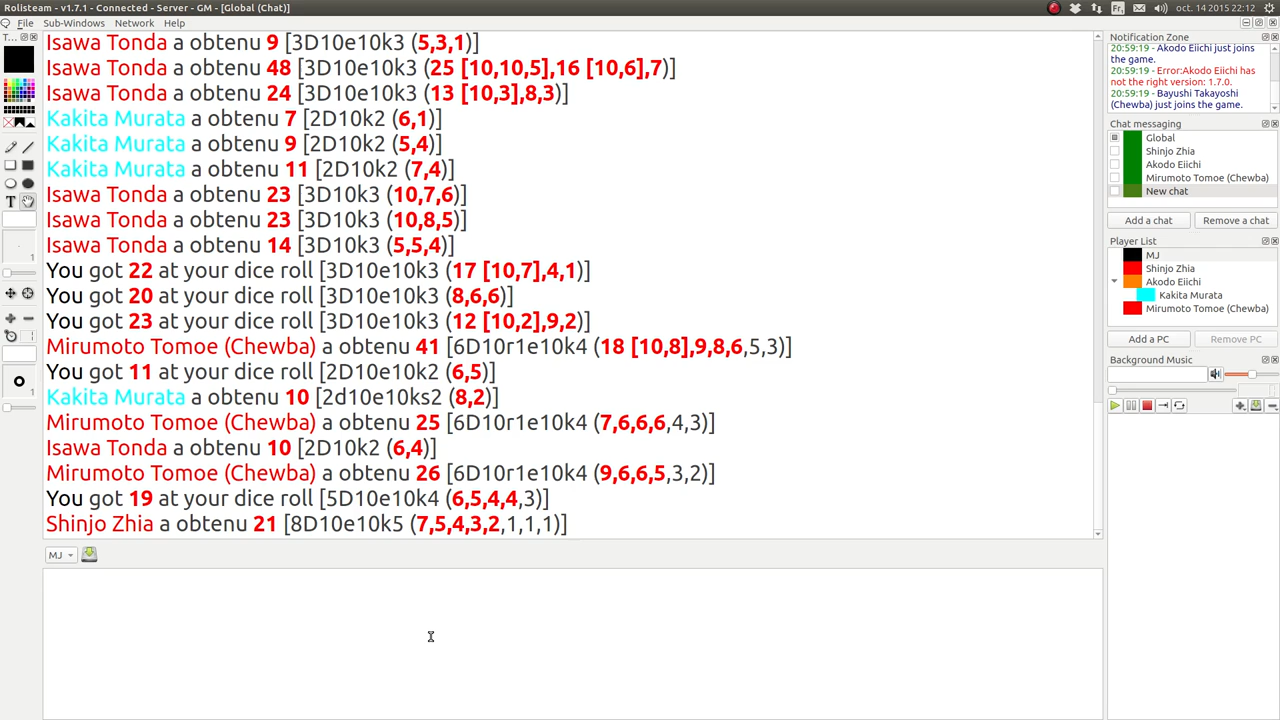 Rolisteam - v1.7.1 - Connected - Server - GM - [Global (Chat)]
Fr
oct. 14 2015 22:12
File Sub-Windows Network Help
T...
T
1
1
Isawa Tonda a obtenu 9 [3D10e10k3 (5,3,1)]
Isawa Tonda a obtenu 48 [3D10e10k3 (25 [10,10,5],16 [10,6],7)]
Isawa Tonda a obtenu 24 [3D10e10k3 (13 [10,3],8,3)]
Kakita Murata a obtenu 7 [2D10k2 (6,1)]
Kakita Murata a obtenu 9 [2D10k2 (5,4)]
Kakita Murata a obtenu 11 [2D10k2 (7,4)]
Isawa Tonda a obtenu 23 [3D10k3 (10,7,6)]
Isawa Tonda a obtenu 23 [3D10k3 (10,8,5)]
Isawa Tonda a obtenu 14 [3D10k3 (5,5,4)]
You got 22 at your dice roll [3D10e10k3 (17 [10,7],4,1)]
You got 20 at your dice roll [3D10e10k3 (8,6,6)]
You got 23 at your dice roll [3D10e10k3 (12 [10,2],9,2)]
Mirumoto Tomoe (Chewba) a obtenu 41 [6D10r1e10k4 (18 [10,8],9,8,6,5,3)]
You got 11 at your dice roll [2D10e10k2 (6,5)]
Kakita Murata a obtenu 10 [2d10e10ks2 (8,2)]
Mirumoto Tomoe (Chewba) a obtenu 25 [6D10r1e10k4 (7,6,6,6,4,3)]
Isawa Tonda a obtenu 10 [2D10k2 (6,4)]
Mirumoto Tomoe (Chewba) a obtenu 26 [6D10r1e10k4 (9,6,6,5,3,2)]
You got 19 at your dice roll [5D10e10k4 (6,5,4,4,3)]
Shinjo Zhia a obtenu 21 [8D10e10k5 (7,5,4,3,2,1,1,1)]
MJ
Notification Zone
20:59:19 - Akodo Eiichi just joins
the game.
20:59:19 - Error:Akodo Eiichi has
not the right version: 1.7.0.
20:59:19 - Bayushi Takayoshi
(Chewba) just joins the game.
Chat messaging
Global
Shinjo Zhia
Akodo Eiichi
Mirumoto Tomoe (Chewba)
New chat
Add a chat Remove a chat
Player List
MJ
Shinjo Zhia
Akodo Eiichi
Kakita Murata
Mirumoto Tomoe (Chewba)
Add a PC Remove PC
Background Music